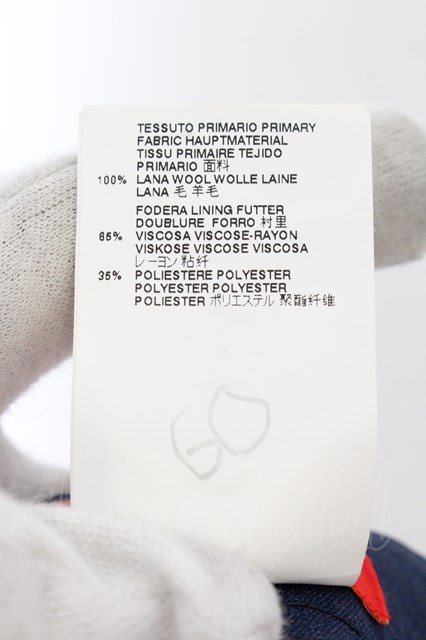 TESSUTO PRIMARIO PRIMARY
FABRIC HAUPTMATERIAL
TISSU PRIMAIRE TEJIDO
PRIMARIO 面料
100% LANA WOOL WOLLE LAINE
LANA 毛 羊毛
FODERA LINING FUTTER
DOUBLURE FORRO 衬里
65% VISCOSA VISCOSE-RAYON
VISKOSE VISCOSE VISCOSA
レーヨン 粘纤
35% POLIESTERE POLYESTER
POLYESTER POLYESTER
POLIESTER ポリエステル 聚酯纤维